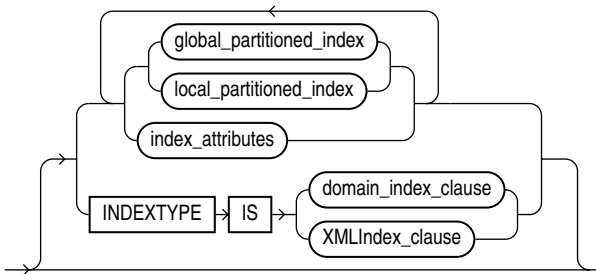 global_partitioned_index
local_partitioned_index
index_attributes
INDEXTYPE IS domain_index_clause
XMLIndex_clause